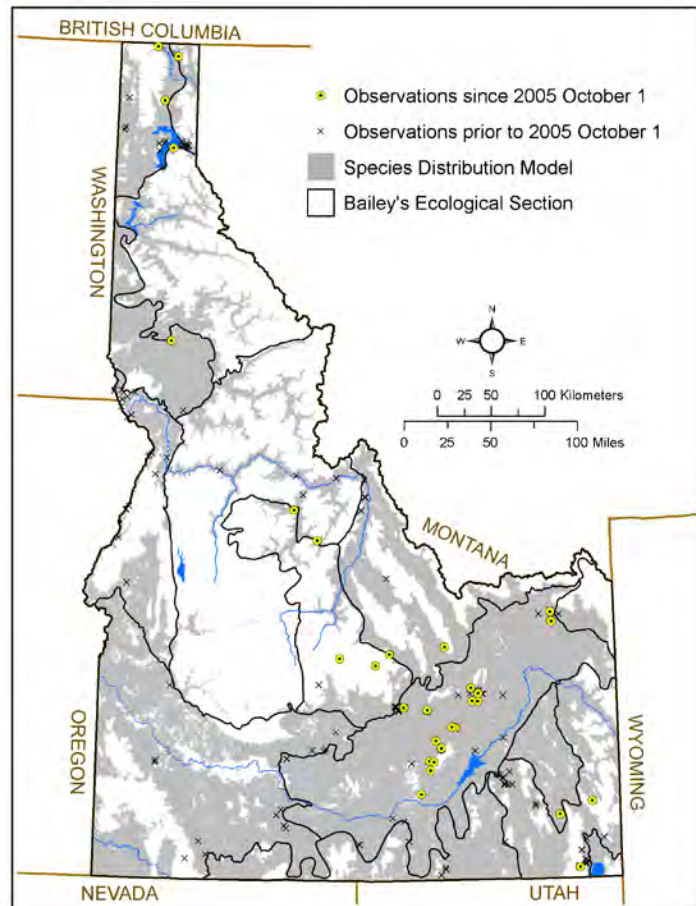 BRITISH COLUMBIA
Observations since 2005 October 1
Observations prior to 2005 October 1
Species Distribution Model
Bailey's Ecological Section
WASHINGTON
N
W E
S
0 25 50 100 Kilometers
0 25 50 100 Miles
MONTANA
OREGON
WYOMING
NEVADA
UTAH